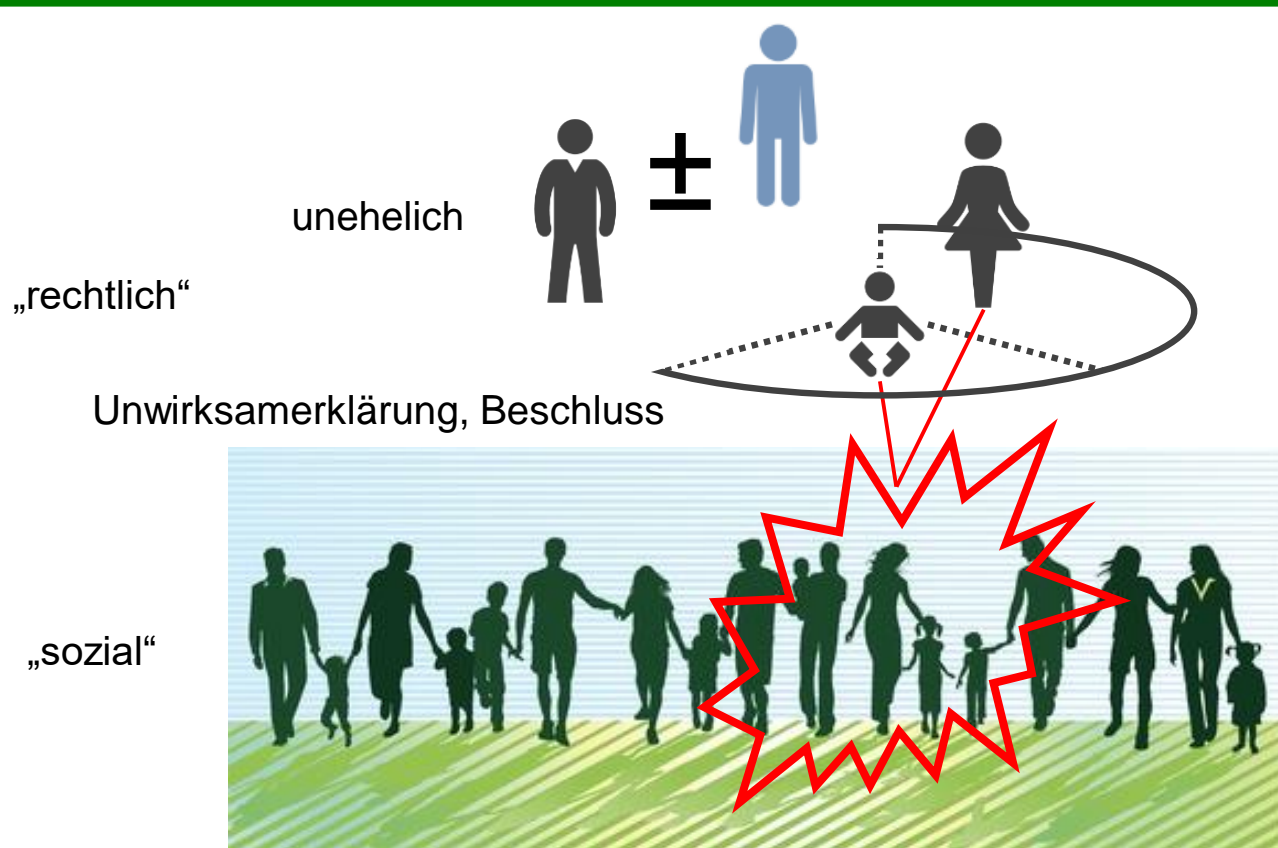 ±
unehelich
„rechtlich“
Unwirksamerklärung, Beschluss
„sozial“